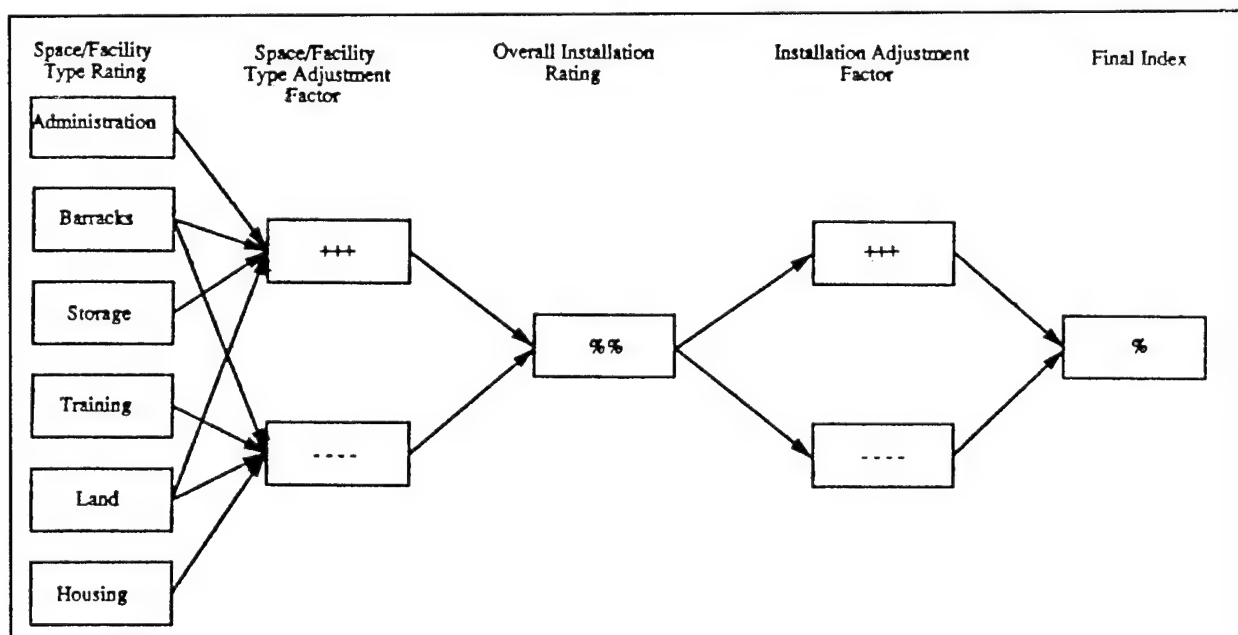 Space/Facility
Type Rating
Space/Facility
Type Adjustment
Factor
Overall Installation
Rating
Installation Adjustment
Factor
Final Index
Administration
Barracks
Storage
Training
Land
Housing
+++
- - - -
%%
+++
- - - -
%